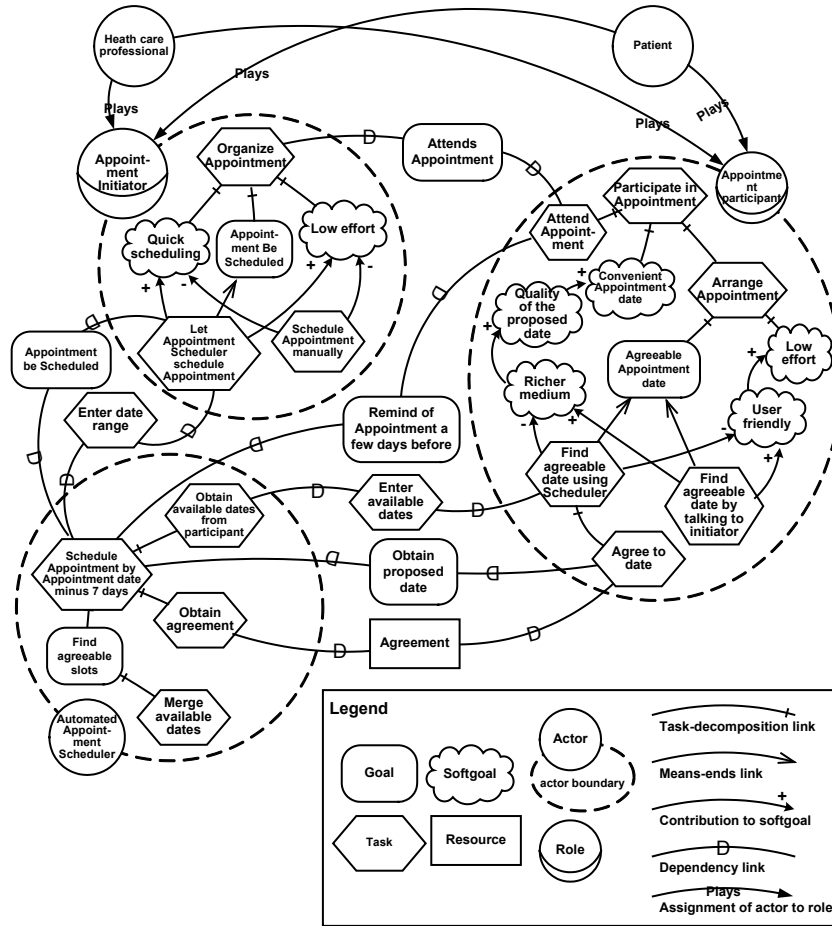 Heath care
professional
Patient
Plays
Plays
Plays
Plays
Appoint-
ment
Initiator
Organize
Appointment
D
Attends
Appointment
D
Appointme
nt
participant
Participate in
Appointment
Attend
Appoint-
ment
Quick
scheduling
Appoint-
ment Be
Scheduled
Low effort
+
-
+
-
Convenient
Appointment
date
+
Quality
of the
proposed
date
Arrange
Appointment
D
Let
Appointment
Scheduler
schedule
Appointment
Schedule
Appointment
manually
D
+
Low
effort
+
Appointment
be Scheduled
Agreeable
Appointment
date
Richer
medium
User
friendly
Enter date
range
D
Remind of
Appointment a
few days before
-
+
-
+
D
D
D
Find
agreeable
date using
Scheduler
Find
agreeable
date by
talking to
initiator
Obtain
available dates
from
participant
D
Enter
available
dates
D
Schedule
Appointment by
Appointment date
minus 7 days
D
Obtain
proposed
date
D
Agree to
date
Obtain
agreement
D
Agreement
D
Find
agreeable
slots
Merge
available
dates
Automated
Appoint-
ment
Scheduler
Legend
Goal
Softgoal
Actor
actor boundary
Task
Resource
Role
Task-decomposition link
Means-ends link
+
Contribution to softgoal
D
Dependency link
Plays
Assignment of actor to role